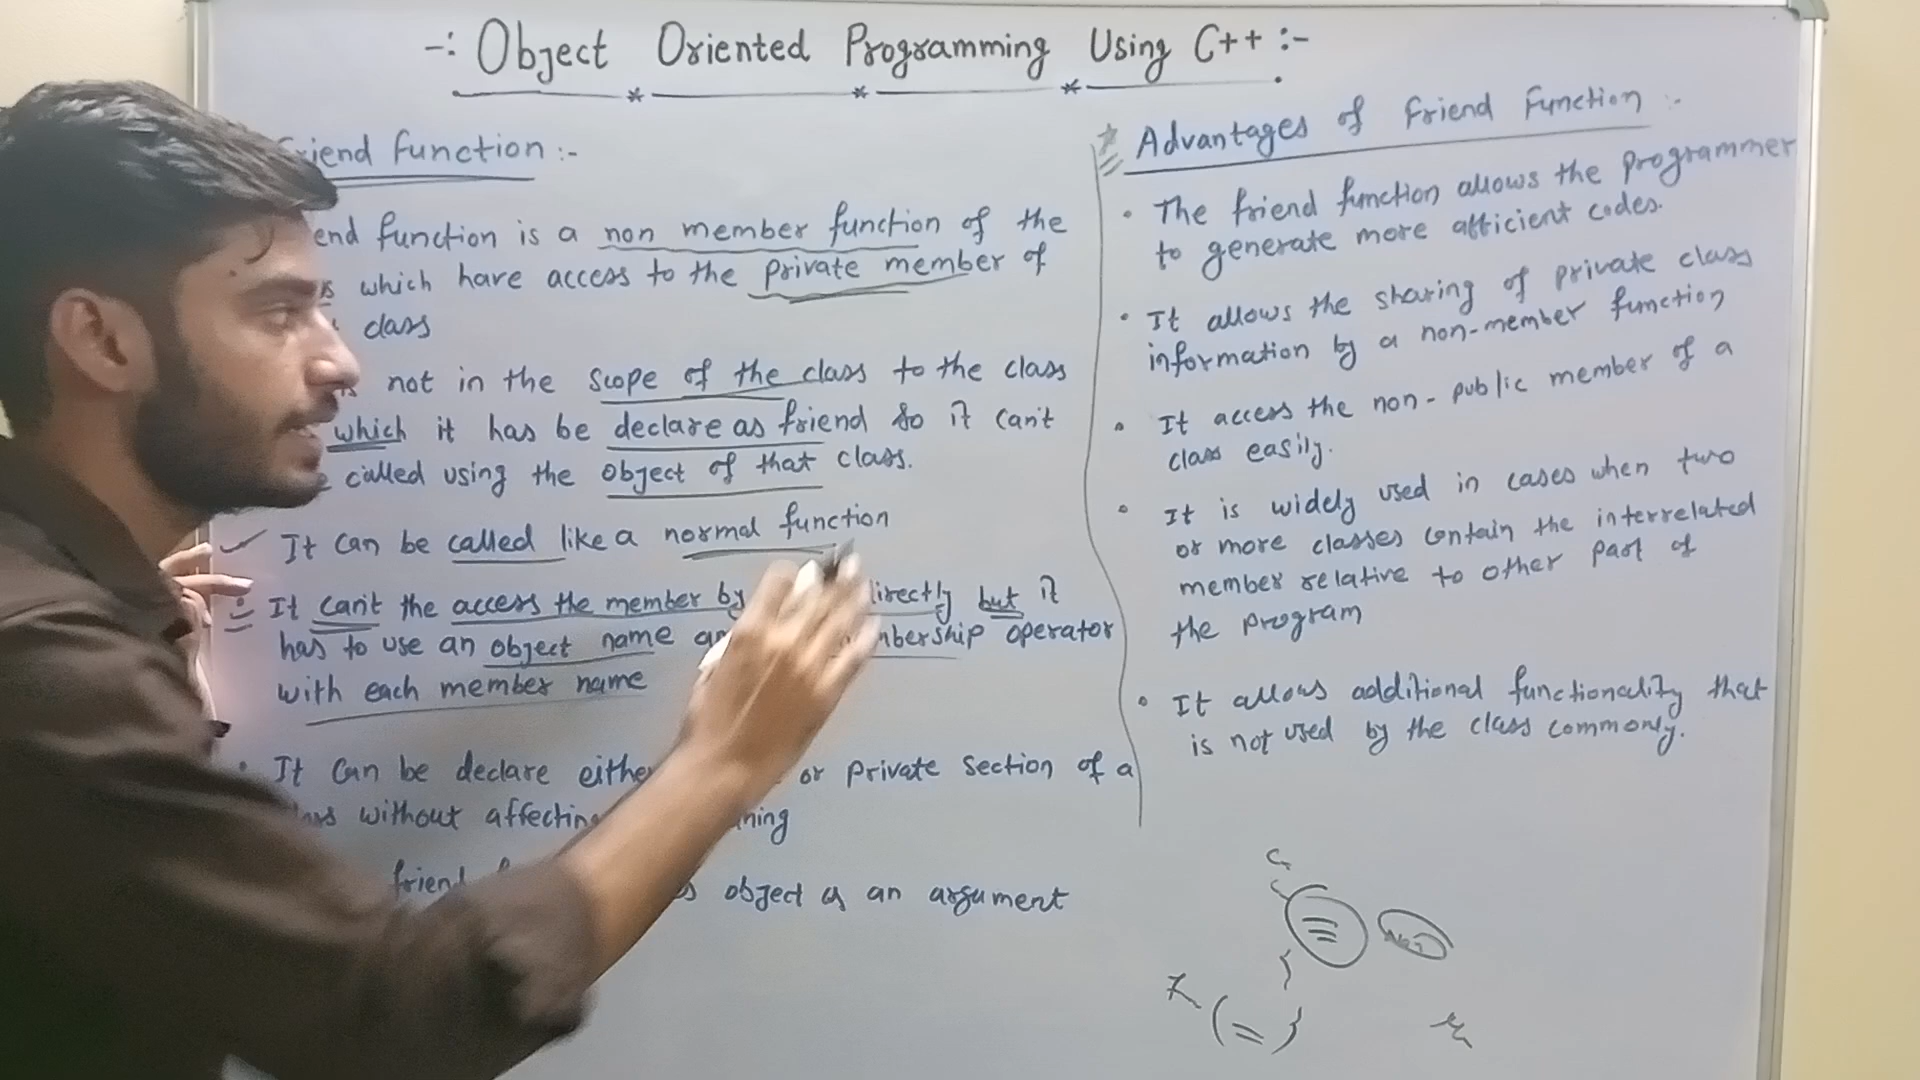 -: Object Oriented Programming Using C++ :-
Friend function :-
end function is a non member function of the
which have access to the private member of
class
not in the scope of the class to the class
which it has be declare as friend so it can't
called using the object of that class.
It can be called like a normal function
It can't the access the member by irectly but it
has to use an object name mbership operator
with each member name
It can be declare either or private section of a
without affecting
friend object as an argument
Advantages of friend function :-
The friend function allows the programmer
to generate more afficient codes.
It allows the sharing of private class
information by a non-member function
It access the non-public member of a
class easily.
It is widely used in cases when two
or more classes contain the interrelated
member relative to other part of
the program
It allows additional functionality that
is not used by the class commonly.